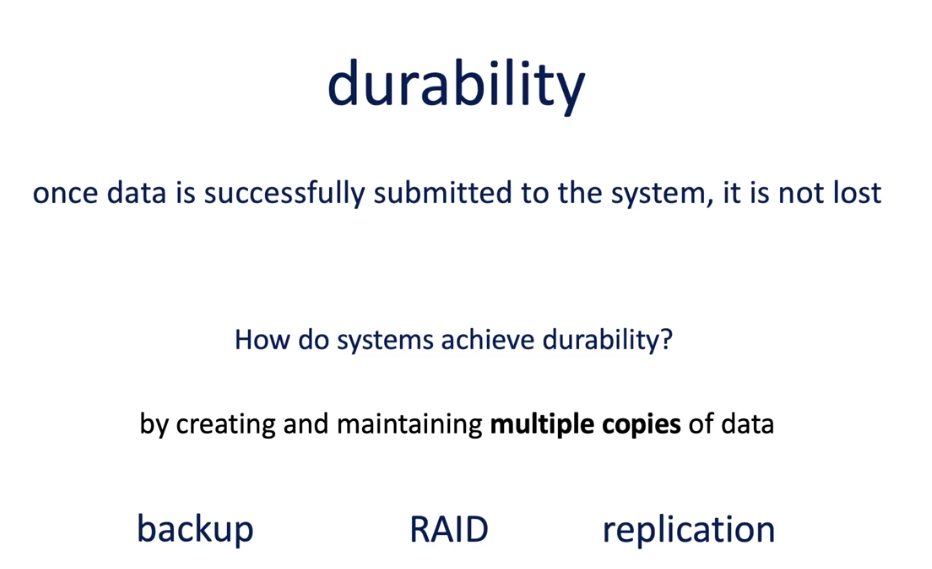 durability
once data is successfully submitted to the system, it is not lost
How do systems achieve durability?
by creating and maintaining multiple copies of data
backup RAID replication